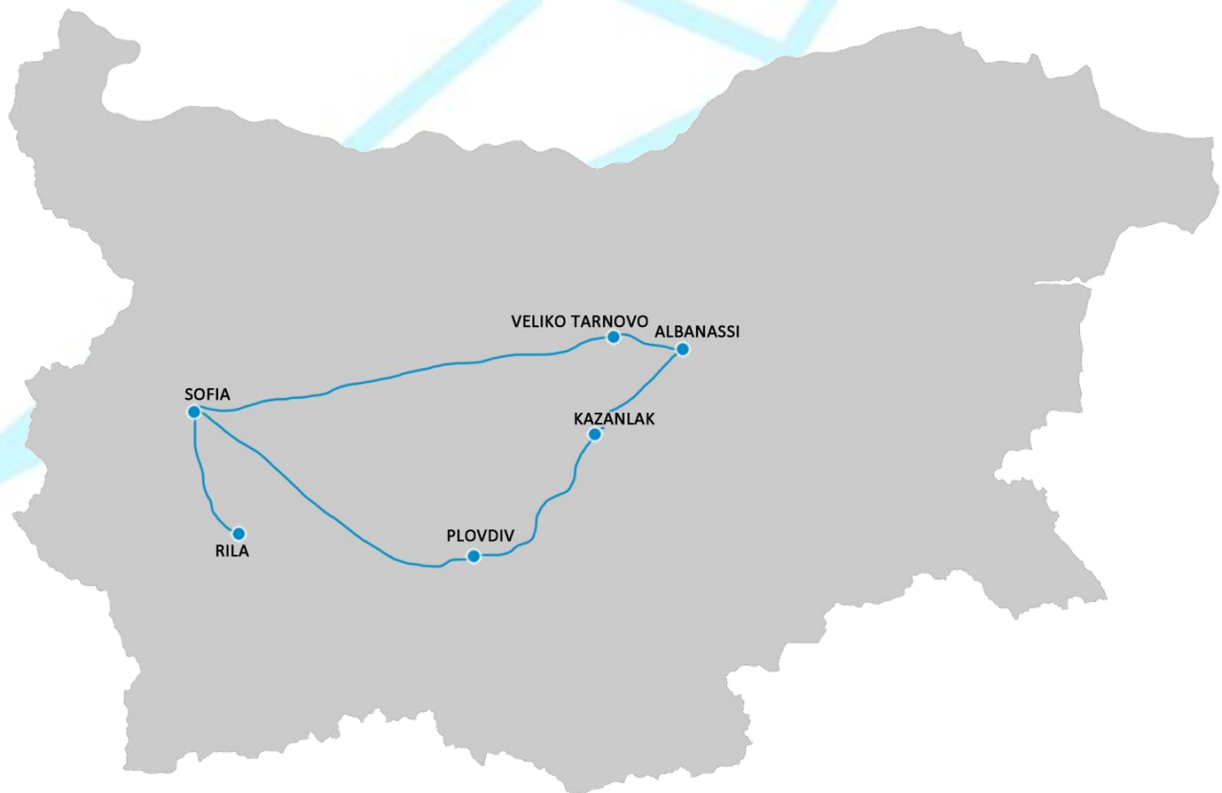 VELIKO TARNOVO
ALBANASSI
SOFIA
KAZANLAK
PLOVDIV
RILA